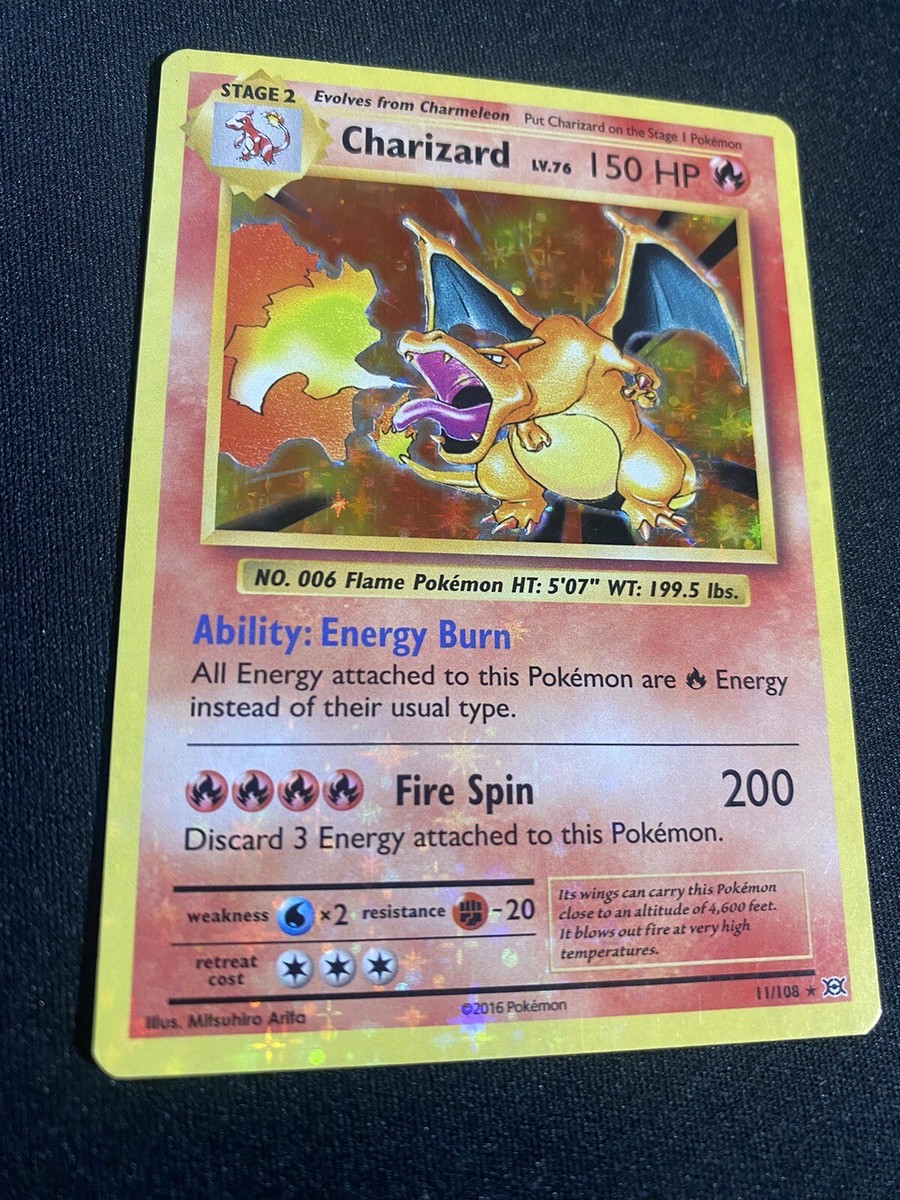 STAGE 2 Evolves from Charmeleon Put Charizard on the Stage 1 Pokémon
Charizard LV.76 150 HP
NO. 006 Flame Pokémon HT: 5'07" WT: 199.5 lbs.
Ability: Energy Burn
All Energy attached to this Pokémon are Energy
instead of their usual type.
Fire Spin 200
Discard 3 Energy attached to this Pokémon.
weakness ×2 resistance -20
retreat
cost
Its wings can carry this Pokémon
close to an altitude of 4,600 feet.
It blows out fire at very high
temperatures.
Illus. Mitsuhiro Arita ©2016 Pokémon 11/108 ★